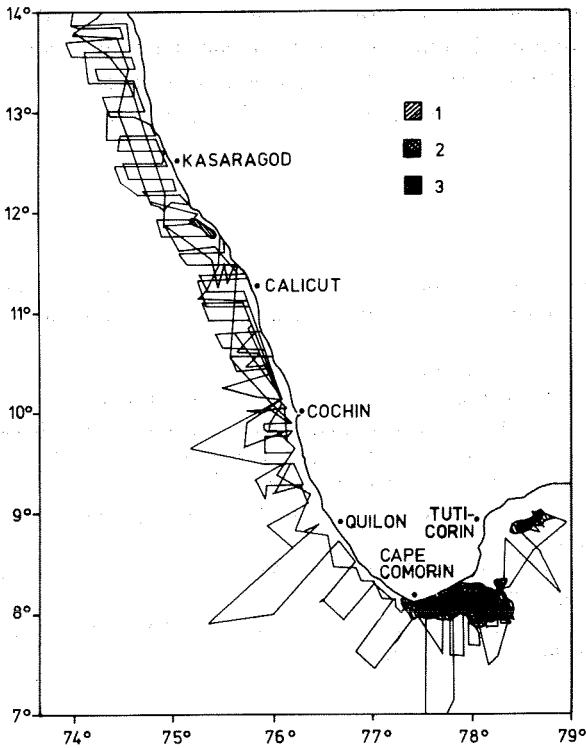 14°
13°
12°
11°
10°
9°
8°
7°
74°
75°
76°
77°
78°
79°
1
2
3
KASARAGOD
CALICUT
COCHIN
QUILON
TUTI-
CORIN
CAPE
COMORIN